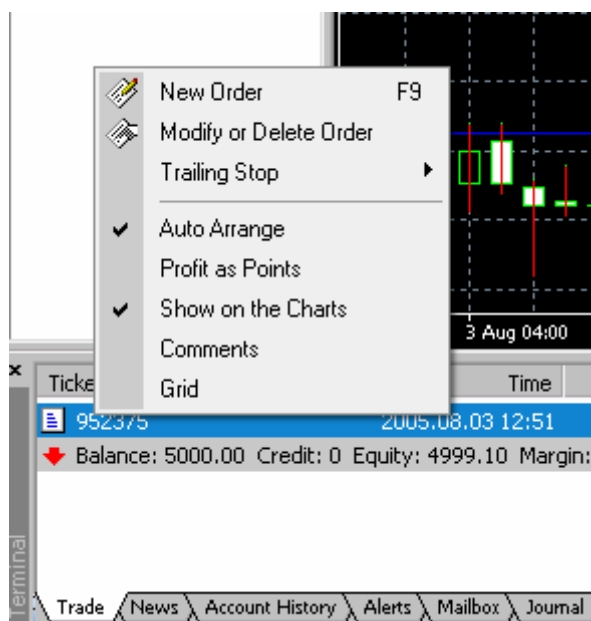 New Order F9
Modify or Delete Order
Trailing Stop
Auto Arrange
Profit as Points
Show on the Charts
Comments
Grid
3 Aug 04:00
Ticke Time
952375 2005.08.03 12:51
Balance: 5000.00 Credit: 0 Equity: 4999.10 Margin:
Terminal
Trade News Account History Alerts Mailbox Journal